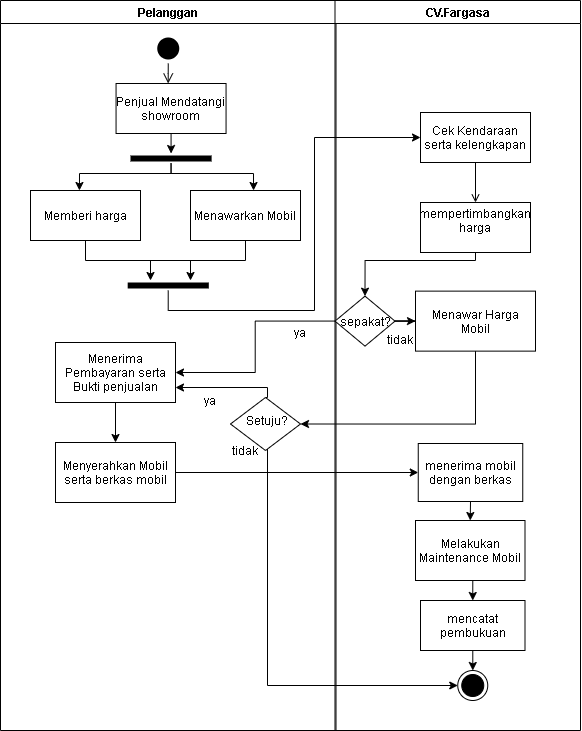 Pelanggan
CV.Fargasa
Penjual Mendatangi
showroom
Cek Kendaraan
serta kelengkapan
Memberi harga
Menawarkan Mobil
mempertimbangkan
harga
sepakat?
ya
tidak
Menawar Harga
Mobil
Menerima
Pembayaran serta
Bukti penjualan
ya
Setuju?
tidak
Menyerahkan Mobil
serta berkas mobil
menerima mobil
dengan berkas
Melakukan
Maintenance Mobil
mencatat
pembukuan